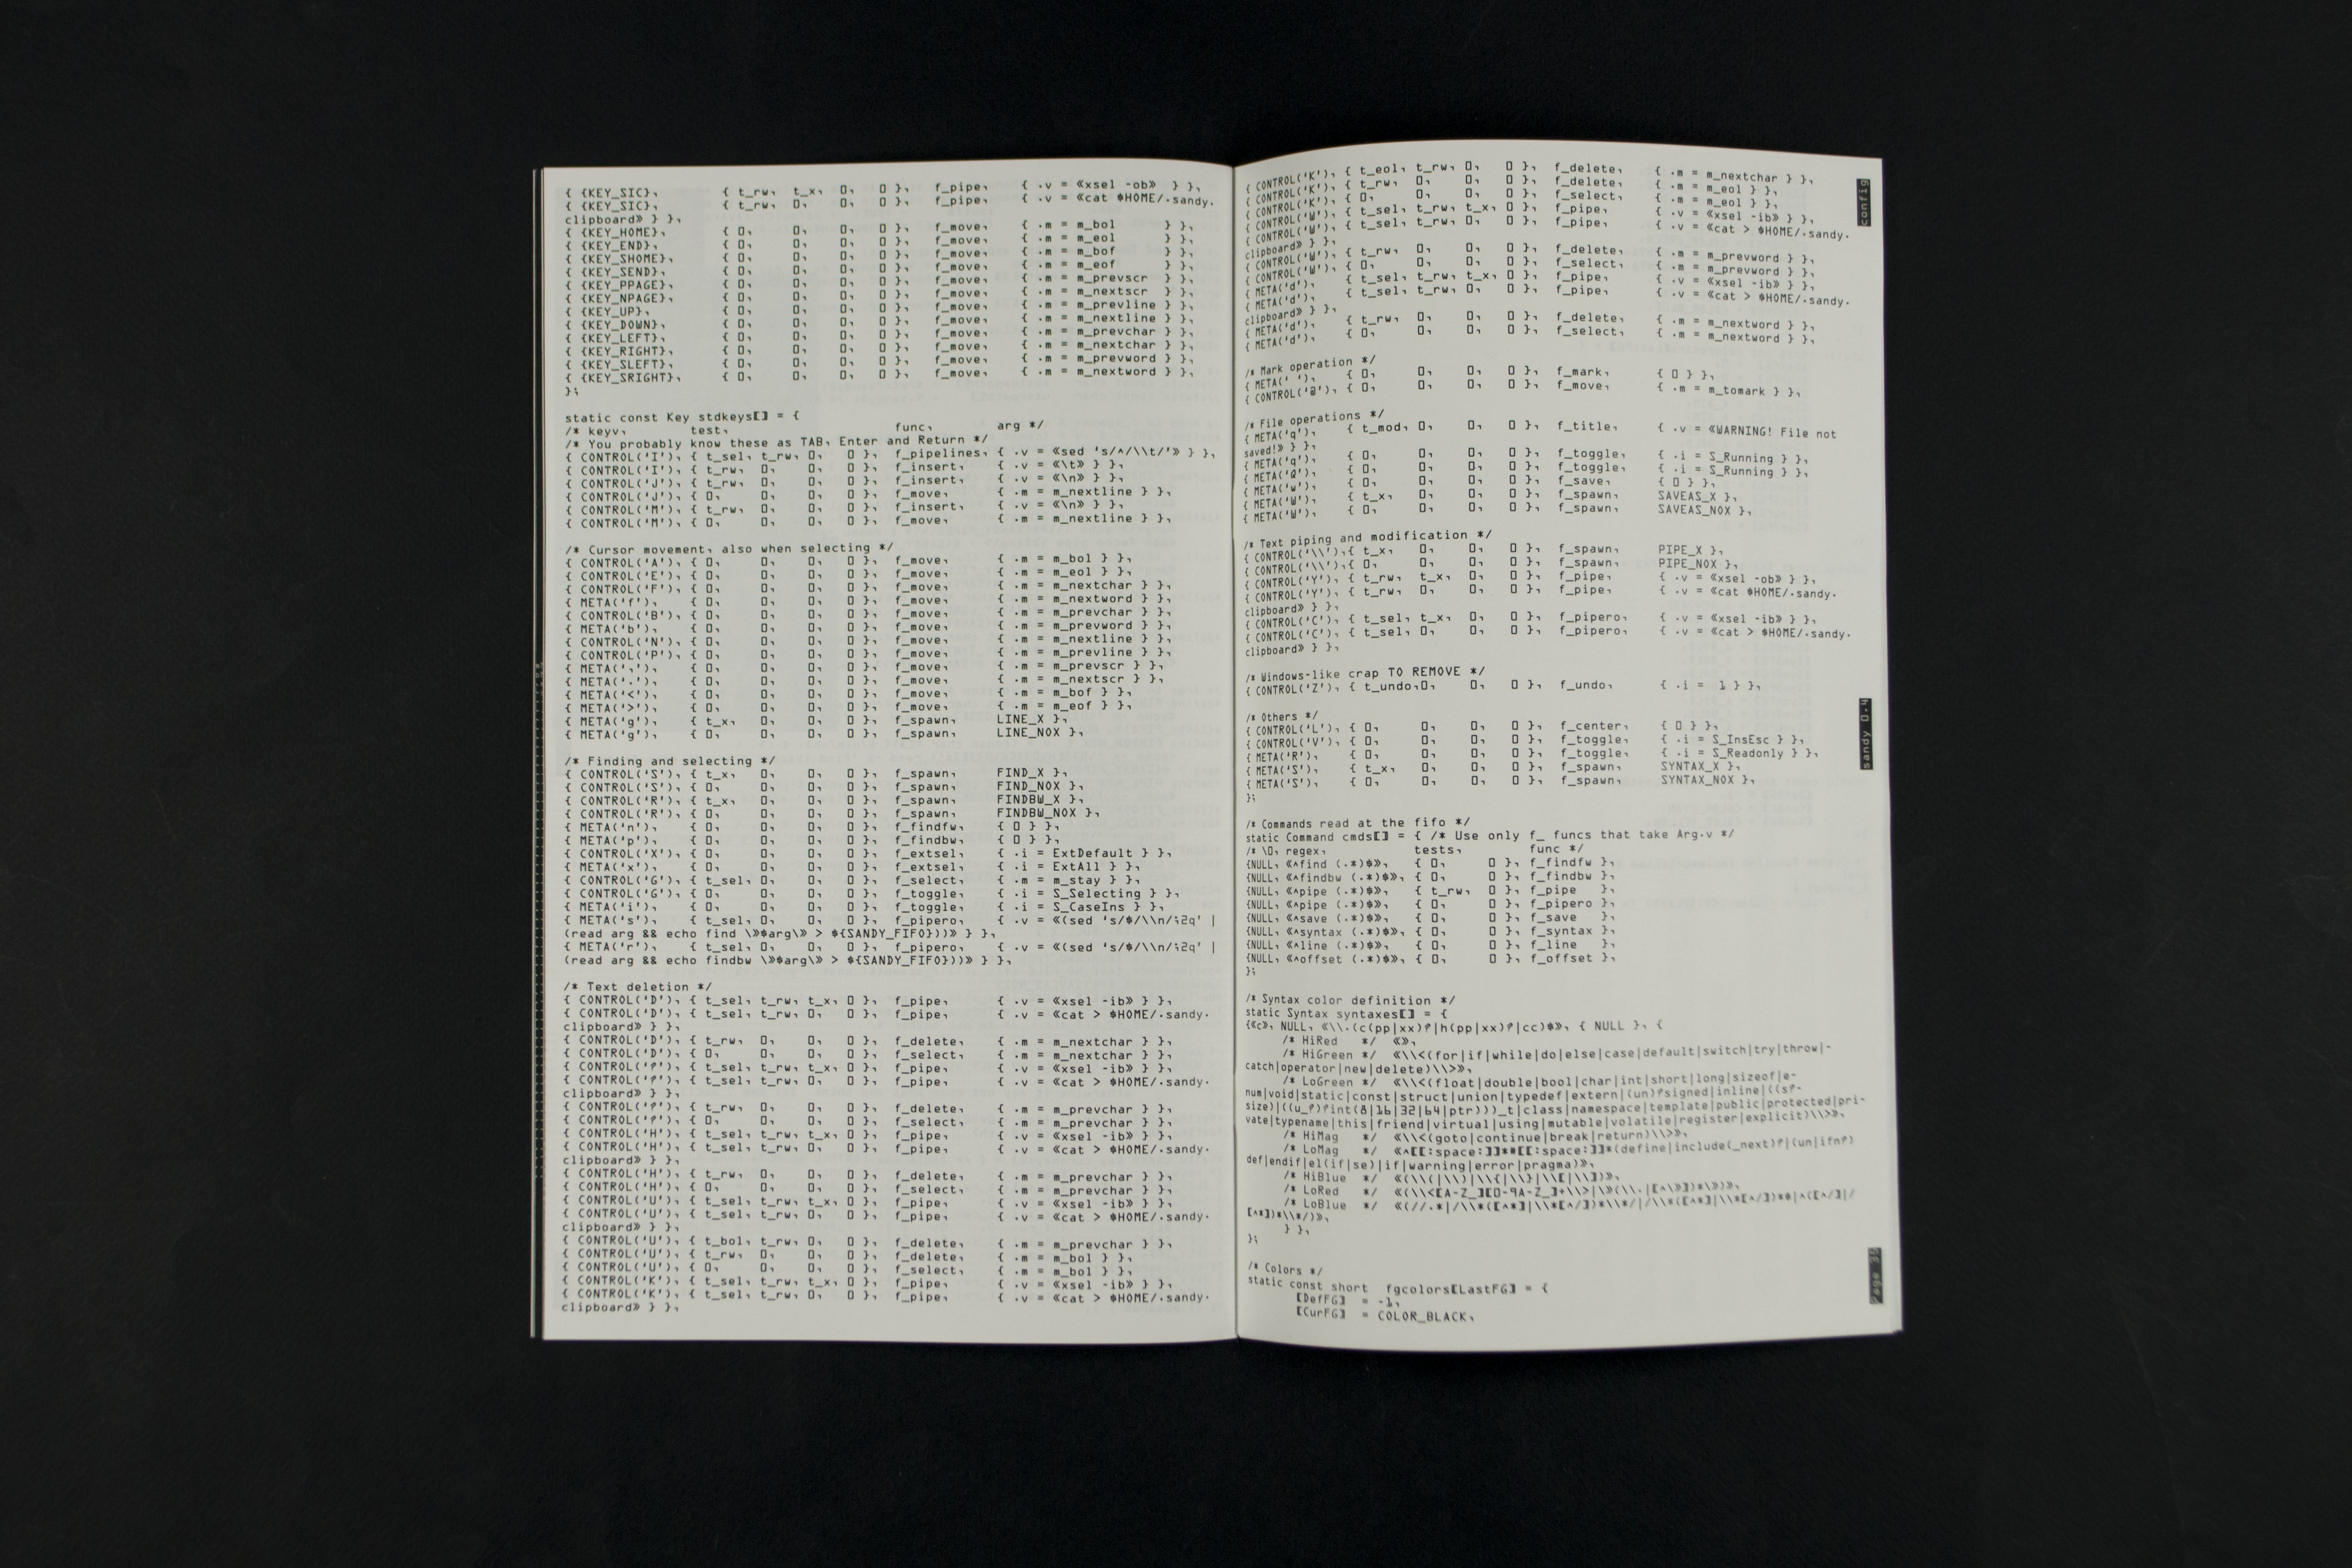 { {KEY_SIC}, { t_rw, t_x, 0, 0 }, f_pipe, { .v = «xsel -ob» } },
{ {KEY_SIC}, { t_rw, 0, 0, 0 }, f_pipe, { .v = «cat $HOME/.sandy.
clipboard» } },
{ {KEY_HOME}, { 0, 0, 0, 0 }, f_move, { .m = m_bol } },
{ {KEY_END}, { 0, 0, 0, 0 }, f_move, { .m = m_eol } },
{ {KEY_SHOME}, { 0, 0, 0, 0 }, f_move, { .m = m_bof } },
{ {KEY_SEND}, { 0, 0, 0, 0 }, f_move, { .m = m_eof } },
{ {KEY_PPAGE}, { 0, 0, 0, 0 }, f_move, { .m = m_prevscr } },
{ {KEY_NPAGE}, { 0, 0, 0, 0 }, f_move, { .m = m_nextscr } },
{ {KEY_UP}, { 0, 0, 0, 0 }, f_move, { .m = m_prevline } },
{ {KEY_DOWN}, { 0, 0, 0, 0 }, f_move, { .m = m_nextline } },
{ {KEY_LEFT}, { 0, 0, 0, 0 }, f_move, { .m = m_prevchar } },
{ {KEY_RIGHT}, { 0, 0, 0, 0 }, f_move, { .m = m_nextchar } },
{ {KEY_SLEFT}, { 0, 0, 0, 0 }, f_move, { .m = m_prevword } },
{ {KEY_SRIGHT}, { 0, 0, 0, 0 }, f_move, { .m = m_nextword } },
};
static const Key stdkeys[] = {
/* keyv, test, func, arg */
/* You probably know these as TAB, Enter and Return */
{ CONTROL('I'), { t_sel, t_rw, 0, 0 }, f_pipelines, { .v = «sed 's/^/\\t/'» } },
{ CONTROL('I'), { t_rw, 0, 0, 0 }, f_insert, { .v = «\t» } },
{ CONTROL('J'), { t_rw, 0, 0, 0 }, f_insert, { .v = «\n» } },
{ CONTROL('J'), { 0, 0, 0, 0 }, f_move, { .m = m_nextline } },
{ CONTROL('M'), { t_rw, 0, 0, 0 }, f_insert, { .v = «\n» } },
{ CONTROL('M'), { 0, 0, 0, 0 }, f_move, { .m = m_nextline } },
/* Cursor movement, also when selecting */
{ CONTROL('A'), { 0, 0, 0, 0 }, f_move, { .m = m_bol } },
{ CONTROL('E'), { 0, 0, 0, 0 }, f_move, { .m = m_eol } },
{ CONTROL('F'), { 0, 0, 0, 0 }, f_move, { .m = m_nextchar } },
{ META('f'), { 0, 0, 0, 0 }, f_move, { .m = m_nextword } },
{ CONTROL('B'), { 0, 0, 0, 0 }, f_move, { .m = m_prevchar } },
{ META('b'), { 0, 0, 0, 0 }, f_move, { .m = m_prevword } },
{ CONTROL('N'), { 0, 0, 0, 0 }, f_move, { .m = m_nextline } },
{ CONTROL('P'), { 0, 0, 0, 0 }, f_move, { .m = m_prevline } },
{ META(','), { 0, 0, 0, 0 }, f_move, { .m = m_prevscr } },
{ META('.'), { 0, 0, 0, 0 }, f_move, { .m = m_nextscr } },
{ META('<'), { 0, 0, 0, 0 }, f_move, { .m = m_bof } },
{ META('>'), { 0, 0, 0, 0 }, f_move, { .m = m_eof } },
{ META('g'), { t_x, 0, 0, 0 }, f_spawn, LINE_X },
{ META('g'), { 0, 0, 0, 0 }, f_spawn, LINE_NOX },
/* Finding and selecting */
{ CONTROL('S'), { t_x, 0, 0, 0 }, f_spawn, FIND_X },
{ CONTROL('S'), { 0, 0, 0, 0 }, f_spawn, FIND_NOX },
{ CONTROL('R'), { t_x, 0, 0, 0 }, f_spawn, FINDBW_X },
{ CONTROL('R'), { 0, 0, 0, 0 }, f_spawn, FINDBW_NOX },
{ META('n'), { 0, 0, 0, 0 }, f_findfw, { 0 } },
{ META('p'), { 0, 0, 0, 0 }, f_findbw, { 0 } },
{ CONTROL('X'), { 0, 0, 0, 0 }, f_extsel, { .i = ExtDefault } },
{ META('x'), { 0, 0, 0, 0 }, f_extsel, { .i = ExtAll } },
{ CONTROL('G'), { t_sel, 0, 0, 0 }, f_select, { .m = m_stay } },
{ CONTROL('G'), { 0, 0, 0, 0 }, f_toggle, { .i = S_Selecting } },
{ META('i'), { 0, 0, 0, 0 }, f_toggle, { .i = S_CaseIns } },
{ META('s'), { t_sel, 0, 0, 0 }, f_pipero, { .v = «(sed 's/$/\\n/;2q' |
(read arg && echo find \»$arg\» > ${SANDY_FIFO}))» } },
{ META('r'), { t_sel, 0, 0, 0 }, f_pipero, { .v = «(sed 's/$/\\n/;2q' |
(read arg && echo findbw \»$arg\» > ${SANDY_FIFO}))» } },
/* Text deletion */
{ CONTROL('D'), { t_sel, t_rw, t_x, 0 }, f_pipe, { .v = «xsel -ib» } },
{ CONTROL('D'), { t_sel, t_rw, 0, 0 }, f_pipe, { .v = «cat > $HOME/.sandy.
clipboard» } },
{ CONTROL('D'), { t_rw, 0, 0, 0 }, f_delete, { .m = m_nextchar } },
{ CONTROL('D'), { 0, 0, 0, 0 }, f_select, { .m = m_nextchar } },
{ CONTROL('?'), { t_sel, t_rw, t_x, 0 }, f_pipe, { .v = «xsel -ib» } },
{ CONTROL('?'), { t_sel, t_rw, 0, 0 }, f_pipe, { .v = «cat > $HOME/.sandy.
clipboard» } },
{ CONTROL('?'), { t_rw, 0, 0, 0 }, f_delete, { .m = m_prevchar } },
{ CONTROL('?'), { 0, 0, 0, 0 }, f_select, { .m = m_prevchar } },
{ CONTROL('H'), { t_sel, t_rw, t_x, 0 }, f_pipe, { .v = «xsel -ib» } },
{ CONTROL('H'), { t_sel, t_rw, 0, 0 }, f_pipe, { .v = «cat > $HOME/.sandy.
clipboard» } },
{ CONTROL('H'), { t_rw, 0, 0, 0 }, f_delete, { .m = m_prevchar } },
{ CONTROL('H'), { 0, 0, 0, 0 }, f_select, { .m = m_prevchar } },
{ CONTROL('U'), { t_sel, t_rw, t_x, 0 }, f_pipe, { .v = «xsel -ib» } },
{ CONTROL('U'), { t_sel, t_rw, 0, 0 }, f_pipe, { .v = «cat > $HOME/.sandy.
clipboard» } },
{ CONTROL('U'), { t_bol, t_rw, 0, 0 }, f_delete, { .m = m_prevchar } },
{ CONTROL('U'), { t_rw, 0, 0, 0 }, f_delete, { .m = m_bol } },
{ CONTROL('U'), { 0, 0, 0, 0 }, f_select, { .m = m_bol } },
{ CONTROL('K'), { t_sel, t_rw, t_x, 0 }, f_pipe, { .v = «xsel -ib» } },
{ CONTROL('K'), { t_sel, t_rw, 0, 0 }, f_pipe, { .v = «cat > $HOME/.sandy.
clipboard» } },
{ CONTROL('K'), { t_eol, t_rw, 0, 0 }, f_delete, { .m = m_nextchar } },
{ CONTROL('K'), { t_rw, 0, 0, 0 }, f_delete, { .m = m_eol } },
{ CONTROL('K'), { 0, 0, 0, 0 }, f_select, { .m = m_eol } },
{ CONTROL('W'), { t_sel, t_rw, t_x, 0 }, f_pipe, { .v = «xsel -ib» } },
{ CONTROL('W'), { t_sel, t_rw, 0, 0 }, f_pipe, { .v = «cat > $HOME/.sandy.
clipboard» } },
{ CONTROL('W'), { t_rw, 0, 0, 0 }, f_delete, { .m = m_prevword } },
{ CONTROL('W'), { 0, 0, 0, 0 }, f_select, { .m = m_prevword } },
{ META('d'), { t_sel, t_rw, t_x, 0 }, f_pipe, { .v = «xsel -ib» } },
{ META('d'), { t_sel, t_rw, 0, 0 }, f_pipe, { .v = «cat > $HOME/.sandy.
clipboard» } },
{ META('d'), { t_rw, 0, 0, 0 }, f_delete, { .m = m_nextword } },
{ META('d'), { 0, 0, 0, 0 }, f_select, { .m = m_nextword } },
/* Mark operation */
{ META(' '), { 0, 0, 0, 0 }, f_mark, { 0 } },
{ CONTROL('@'), { 0, 0, 0, 0 }, f_move, { .m = m_tomark } },
/* File operations */
{ META('q'), { t_mod, 0, 0, 0 }, f_title, { .v = «WARNING! File not
saved!» } },
{ META('q'), { 0, 0, 0, 0 }, f_toggle, { .i = S_Running } },
{ META('Q'), { 0, 0, 0, 0 }, f_toggle, { .i = S_Running } },
{ META('w'), { 0, 0, 0, 0 }, f_save, { 0 } },
{ META('W'), { t_x, 0, 0, 0 }, f_spawn, SAVEAS_X },
{ META('W'), { 0, 0, 0, 0 }, f_spawn, SAVEAS_NOX },
/* Text piping and modification */
{ CONTROL('\\'),{ t_x, 0, 0, 0 }, f_spawn, PIPE_X },
{ CONTROL('\\'),{ 0, 0, 0, 0 }, f_spawn, PIPE_NOX },
{ CONTROL('Y'), { t_rw, t_x, 0, 0 }, f_pipe, { .v = «xsel -ob» } },
{ CONTROL('Y'), { t_rw, 0, 0, 0 }, f_pipe, { .v = «cat $HOME/.sandy.
clipboard» } },
{ CONTROL('C'), { t_sel, t_x, 0, 0 }, f_pipero, { .v = «xsel -ib» } },
{ CONTROL('C'), { t_sel, 0, 0, 0 }, f_pipero, { .v = «cat > $HOME/.sandy.
clipboard» } },
/* Windows-like crap TO REMOVE */
{ CONTROL('Z'), { t_undo,0, 0, 0 }, f_undo, { .i = 1 } },
/* Others */
{ CONTROL('L'), { 0, 0, 0, 0 }, f_center, { 0 } },
{ CONTROL('V'), { 0, 0, 0, 0 }, f_toggle, { .i = S_InsEsc } },
{ META('R'), { 0, 0, 0, 0 }, f_toggle, { .i = S_Readonly } },
{ META('S'), { t_x, 0, 0, 0 }, f_spawn, SYNTAX_X },
{ META('S'), { 0, 0, 0, 0 }, f_spawn, SYNTAX_NOX },
};
/* Commands read at the fifo */
static Command cmds[] = { /* Use only f_ funcs that take Arg.v */
/* \0, regex, tests, func */
{NULL, «^find (.*)$», { 0, 0 }, f_findfw },
{NULL, «^findbw (.*)$», { 0, 0 }, f_findbw },
{NULL, «^pipe (.*)$», { t_rw, 0 }, f_pipe },
{NULL, «^pipe (.*)$», { 0, 0 }, f_pipero },
{NULL, «^save (.*)$», { 0, 0 }, f_save },
{NULL, «^syntax (.*)$», { 0, 0 }, f_syntax },
{NULL, «^line (.*)$», { 0, 0 }, f_line },
{NULL, «^offset (.*)$», { 0, 0 }, f_offset },
};
/* Syntax color definition */
static Syntax syntaxes[] = {
{«c», NULL, «\\.(c(pp|xx)?|h(pp|xx)?|cc)$», { NULL }, {
/* HiRed */ «»,
/* HiGreen */ «\\<(for|if|while|do|else|case|default|switch|try|throw|-
catch|operator|new|delete)\\>»,
/* LoGreen */ «\\<(float|double|bool|char|int|short|long|sizeof|e-
num|void|static|const|struct|union|typedef|extern|(un)?signed|inline|((s?-
size)|((u_?)?int(8|16|32|64|ptr)))_t|class|namespace|template|public|protected|pri-
vate|typename|this|friend|virtual|using|mutable|volatile|register|explicit)\\>»,
/* HiMag */ «\\<(goto|continue|break|return)\\>»,
/* LoMag */ «^[[:space:]]*#[[:space:]]*(define|include(_next)?|(un|ifn?)
def|endif|el(if|se)|if|warning|error|pragma)»,
/* HiBlue */ «(\\(|\\)|\\{|\\}|\\[|\\])»,
/* LoRed */ «(\\<[A-Z_][0-9A-Z_]+\\>|\»(\\.|[^\»])*\»)»,
/* LoBlue */ «(//.*|/\\*([^*]|\\*[^/])*\\*/|/\\*([^*]|\\*[^/])*$|^([^/]|/
[^*])*\\*/)»,
} },
};
/* Colors */
static const short fgcolors[LastFG] = {
[DefFG] = -1,
[CurFG] = COLOR_BLACK,
config
sandy 0.4
Page